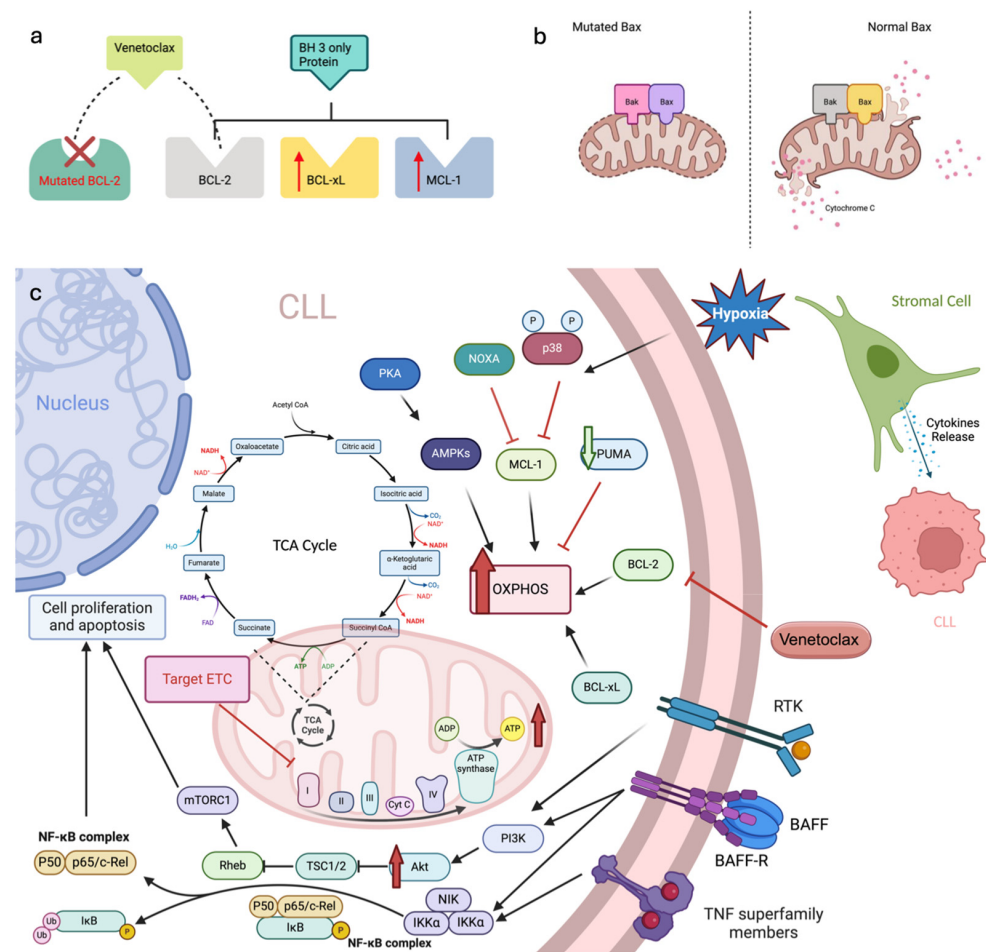 a
Venetoclax
BH 3 only
Protein
Mutated BCL-2
BCL-2
BCL-xL
MCL-1
b
Mutated Bax
Normal Bax
Bak
Bax
Bak
Bax
Cytochrome C
c
CLL
Nucleus
Hypoxia
Stromal Cell
Cytokines
Release
CLL
PKA
NOXA
P
P
p38
AMPKs
MCL-1
PUMA
OXPHOS
BCL-2
BCL-xL
Venetoclax
Acetyl CoA
Oxaloacetate
Citric acid
NADH
NAD⁺
Malate
Isocitric acid
CO₂
NAD⁺
NADH
H₂O
TCA Cycle
α-Ketoglutaric
acid
Fumarate
CO₂
NAD⁺
NADH
FADH₂
FAD
Succinate
Succinyl CoA
ATP
ADP
Cell proliferation
and apoptosis
Target ETC
TCA
Cycle
ADP
ATP
ATP
synthase
I
II
III
Cyt C
IV
RTK
BAFF
BAFF-R
TNF superfamily
members
mTORC1
PI3K
Rheb
TSC1/2
Akt
NF-κB complex
P50
p65/c-Rel
NIK
IKKα
IKKα
P50
p65/c-Rel
IκB
P
NF-κB complex
Ub
Ub
IκB
P